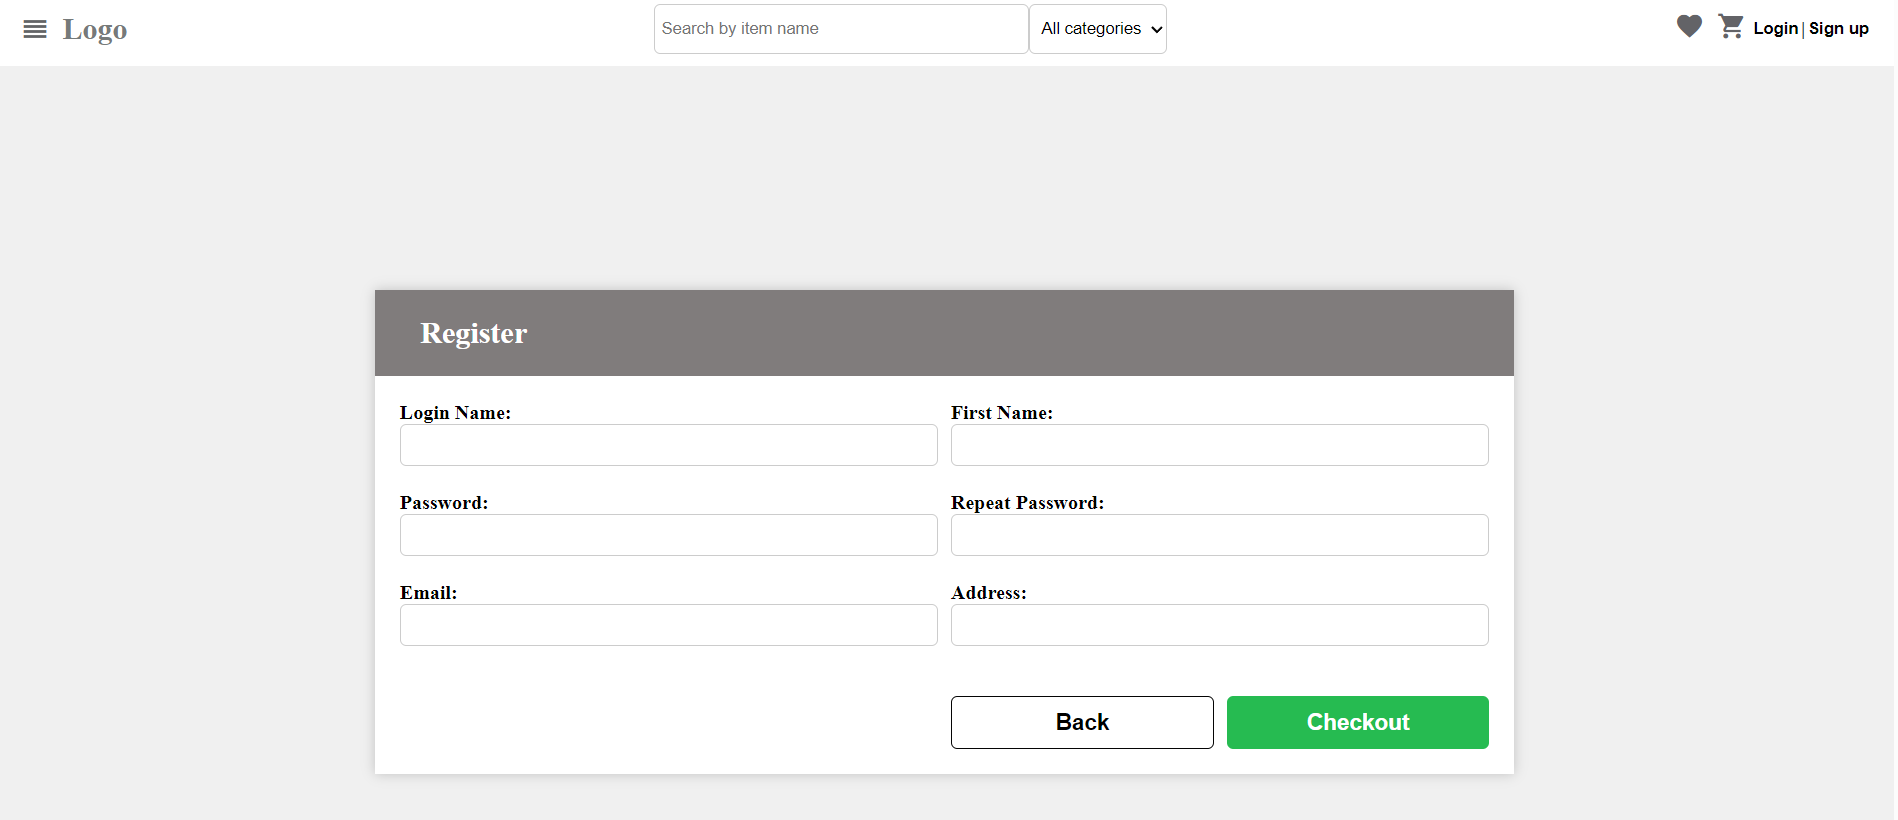 Logo
Search by item name
All categories
Login | Sign up
Register
Login Name:
First Name:
Password:
Repeat Password:
Email:
Address:
Back
Checkout